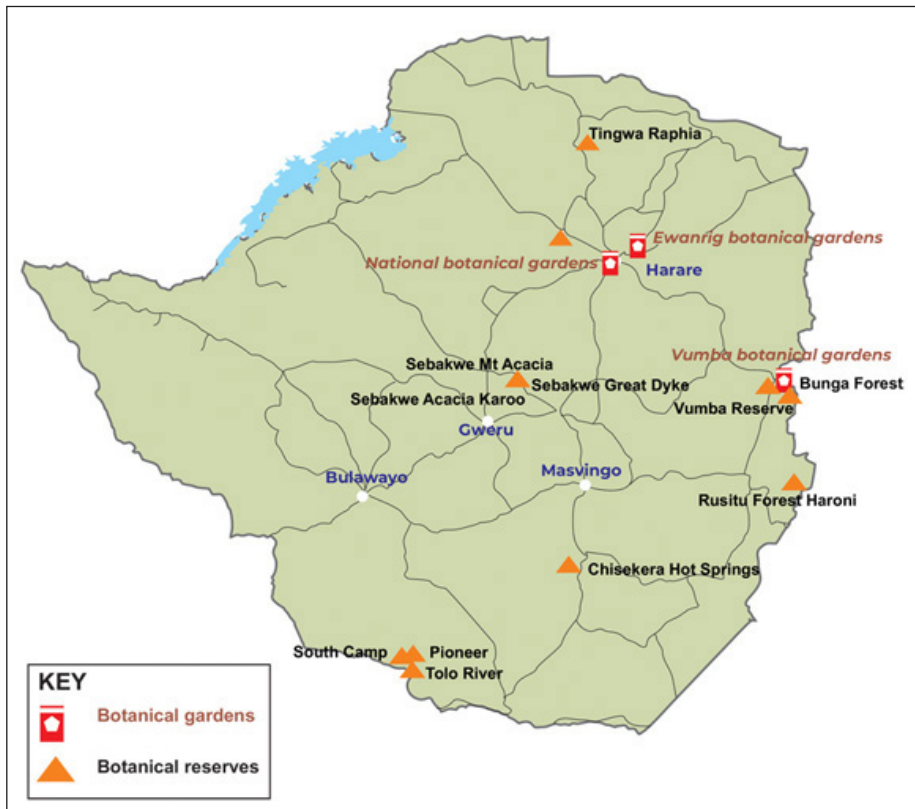 Tingwa Raphia
Ewanrig botanical gardens
National botanical gardens
Harare
Vumba botanical gardens
Sebakwe Mt Acacia
Bunga Forest
Sebakwe Great Dyke
Sebakwe Acacia Karoo
Vumba Reserve
Gweru
Masvingo
Bulawayo
Rusitu Forest Haroni
Chisekera Hot Springs
South Camp
Pioneer
Tolo River
KEY
Botanical gardens
Botanical reserves